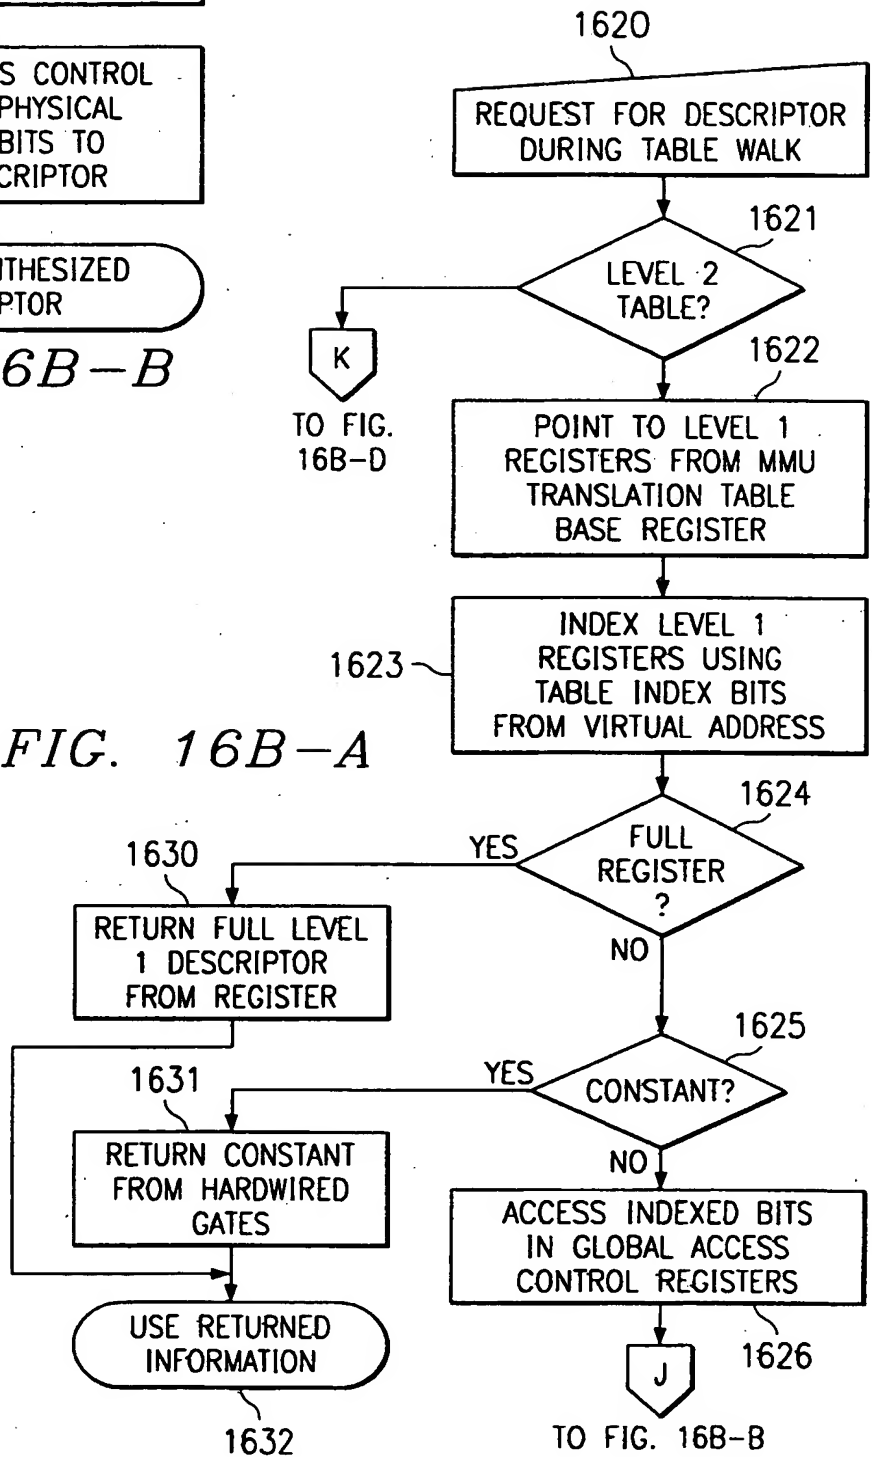 S CONTROL
PHYSICAL
BITS TO
CRIPTOR
NTHESIZED
PTOR
6B-B
1620
REQUEST FOR DESCRIPTOR
DURING TABLE WALK
1621
LEVEL 2
TABLE?
K
TO FIG.
16B-D
1622
POINT TO LEVEL 1
REGISTERS FROM MMU
TRANSLATION TABLE
BASE REGISTER
1623
INDEX LEVEL 1
REGISTERS USING
TABLE INDEX BITS
FROM VIRTUAL ADDRESS
FIG. 16B-A
1624
FULL
REGISTER
?
YES
NO
1630
RETURN FULL LEVEL
1 DESCRIPTOR
FROM REGISTER
1625
CONSTANT?
YES
NO
1631
RETURN CONSTANT
FROM HARDWIRED
GATES
ACCESS INDEXED BITS
IN GLOBAL ACCESS
CONTROL REGISTERS
1626
USE RETURNED
INFORMATION
1632
J
TO FIG. 16B-B